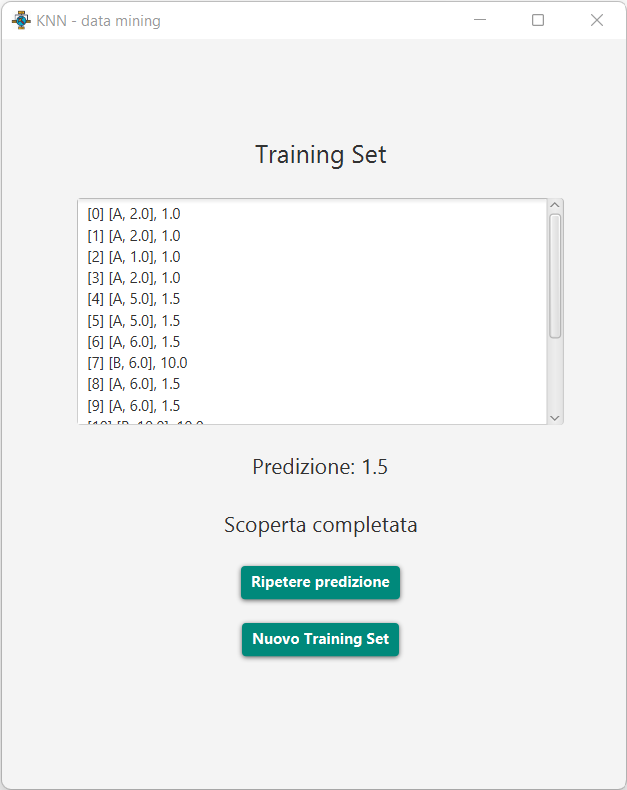 KNN - data mining
Training Set
[0] [A, 2.0], 1.0
[1] [A, 2.0], 1.0
[2] [A, 1.0], 1.0
[3] [A, 2.0], 1.0
[4] [A, 5.0], 1.5
[5] [A, 5.0], 1.5
[6] [A, 6.0], 1.5
[7] [B, 6.0], 10.0
[8] [A, 6.0], 1.5
[9] [A, 6.0], 1.5
Predizione: 1.5
Scoperta completata
Ripetere predizione
Nuovo Training Set